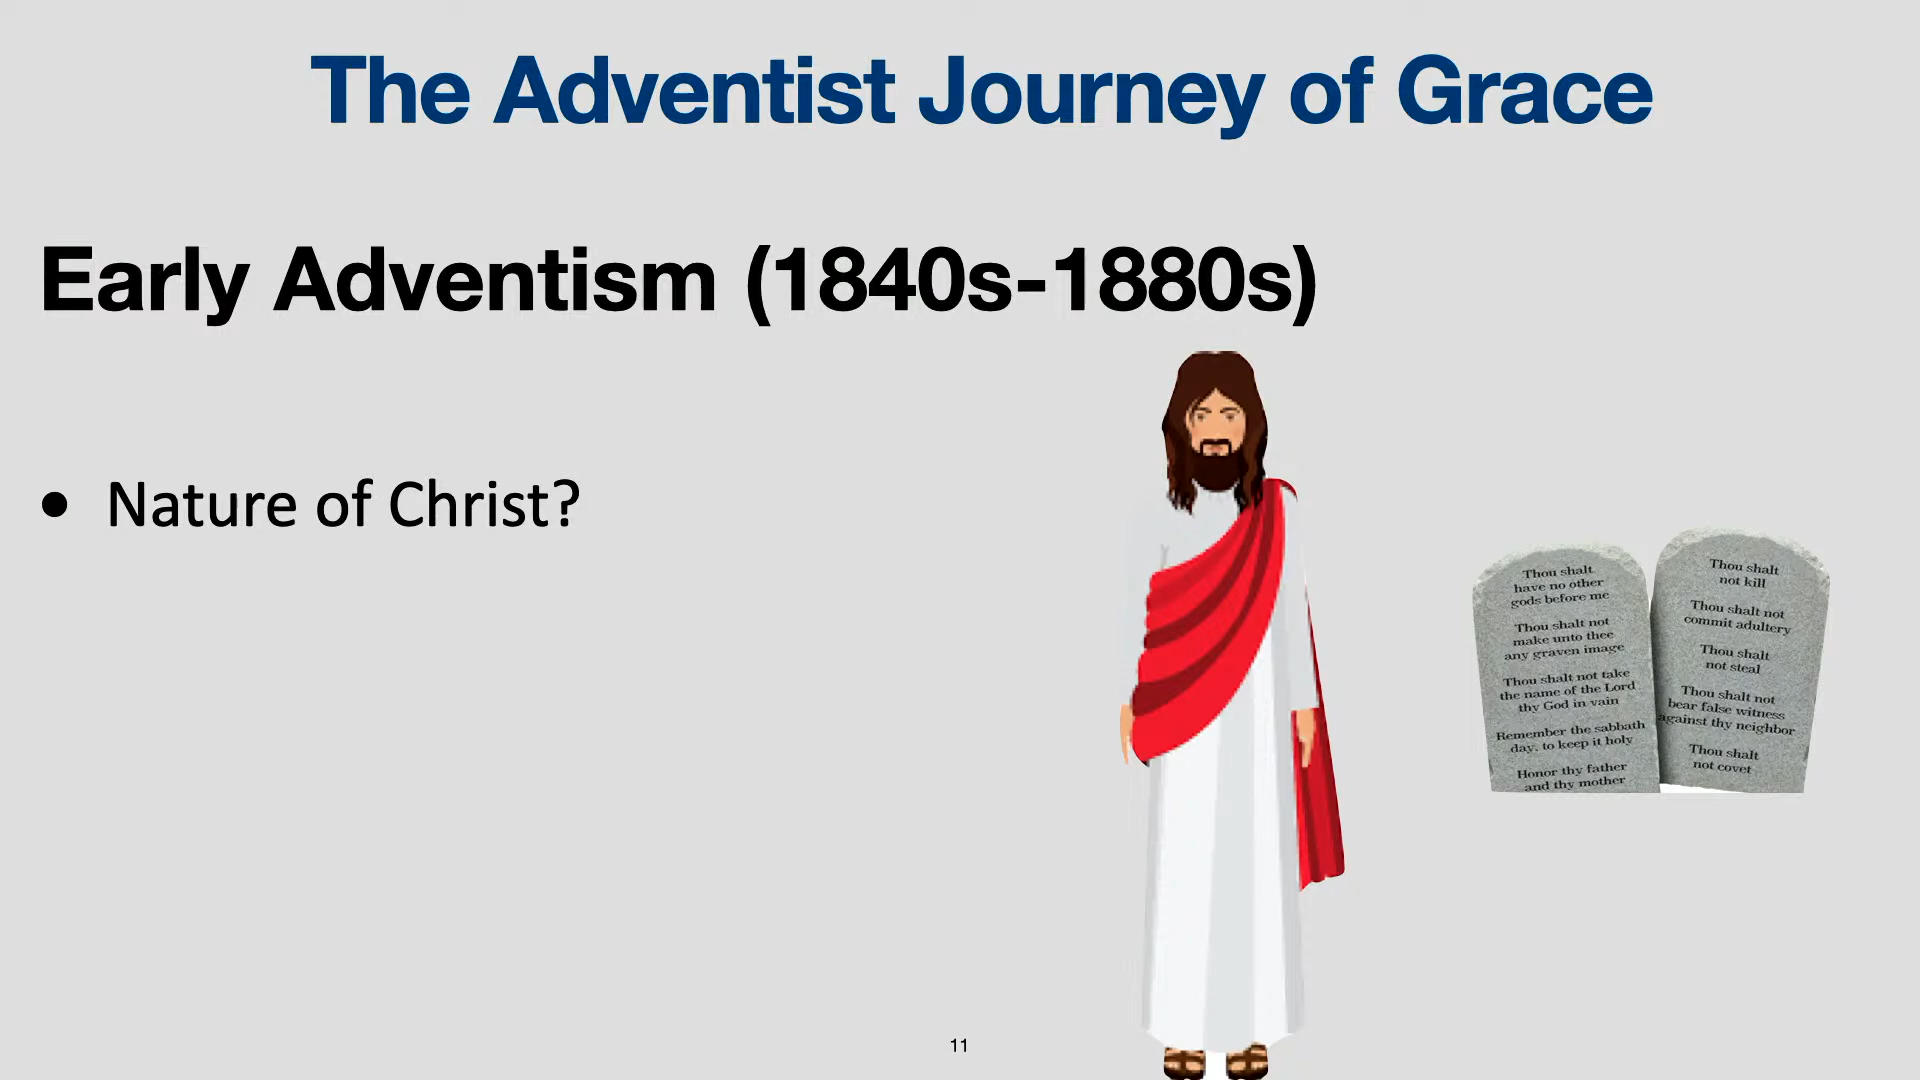 The Adventist Journey of Grace
Early Adventism (1840s-1880s)
• Nature of Christ?
Thou shalt
have no other
gods before me
Thou shalt not
make unto thee
any graven image
Thou shalt not take
the name of the Lord
thy God in vain
Remember the sabbath
day, to keep it holy
Honor thy father
and thy mother
Thou shalt
not kill
Thou shalt not
commit adultery
Thou shalt
not steal
Thou shalt not
bear false witness
against thy neighbor
Thou shalt
not covet
11